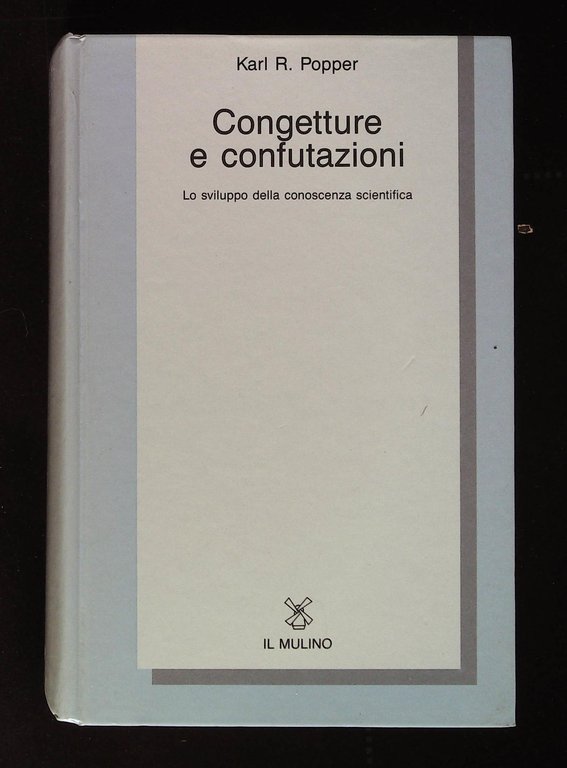 Karl R. Popper
Congetture
e confutazioni
Lo sviluppo della conoscenza scientifica
IL MULINO